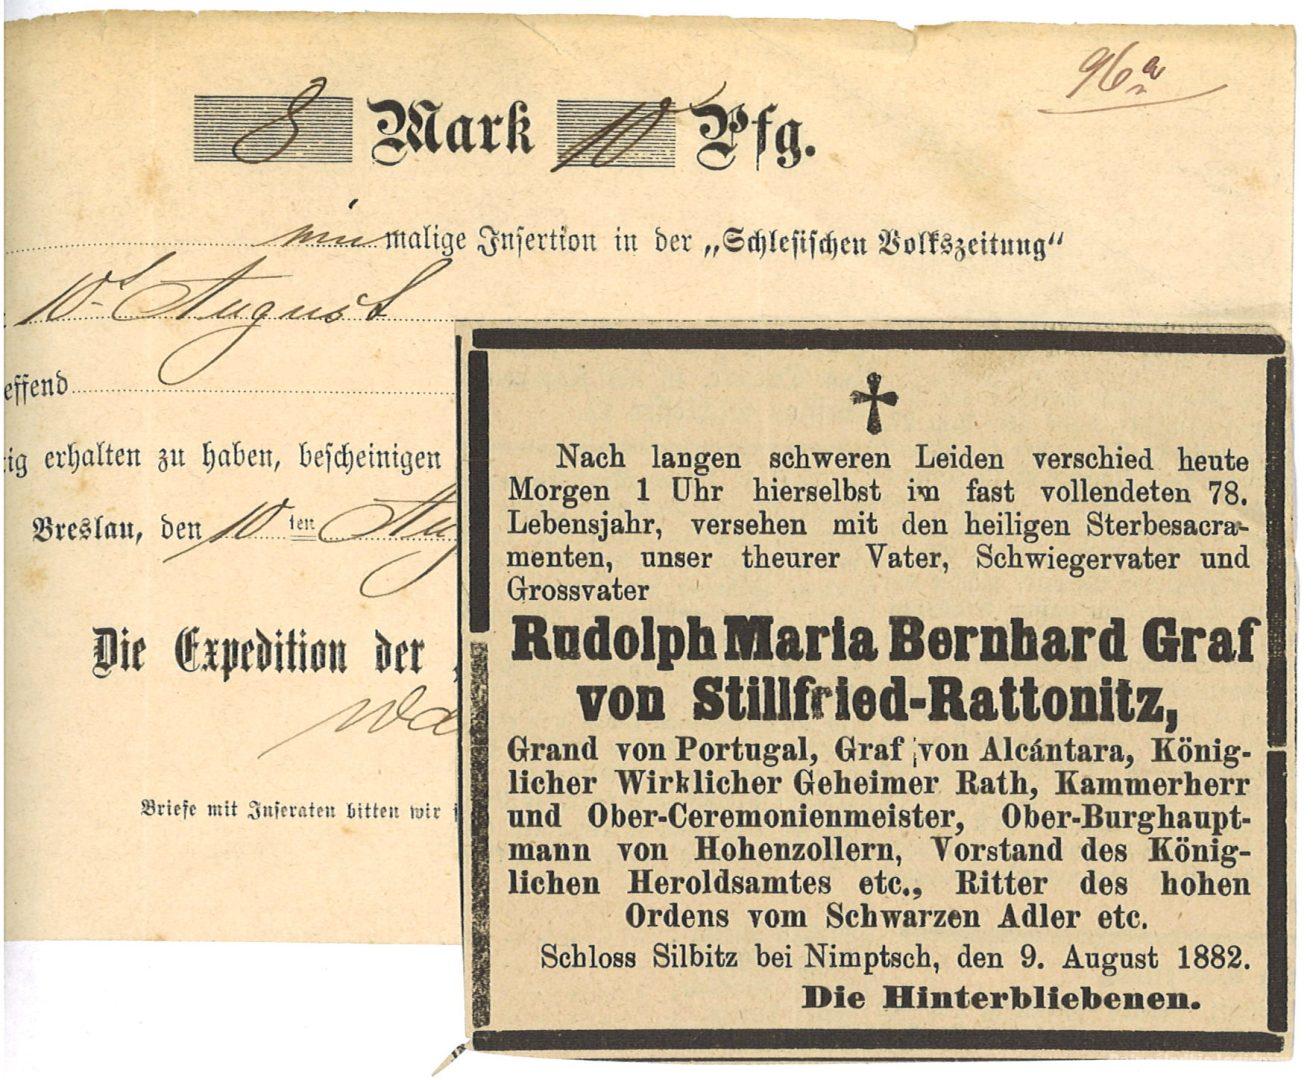 96a
8 Mark 10 Pfg.
ein malige Insertion in der „Schlesischen Volkszeitung“
10t August
effend
tig erhalten zu haben, bescheinigen
Breslau, den 10ten Aug
Die Expedition der „
Wa
Briefe mit Inseraten bitten wir
Nach langen schweren Leiden verschied heute
Morgen 1 Uhr hierselbst im fast vollendeten 78.
Lebensjahr, versehen mit den heiligen Sterbesacra-
menten, unser theurer Vater, Schwiegervater und
Grossvater
Rudolph Maria Bernhard Graf
von Stillfried-Rattonitz,
Grand von Portugal, Graf von Alcántara, König-
licher Wirklicher Geheimer Rath, Kammerherr
und Ober-Ceremonienmeister, Ober-Burghaupt-
mann von Hohenzollern, Vorstand des König-
lichen Heroldsamtes etc., Ritter des hohen
Ordens vom Schwarzen Adler etc.
Schloss Silbitz bei Nimptsch, den 9. August 1882.
Die Hinterbliebenen.